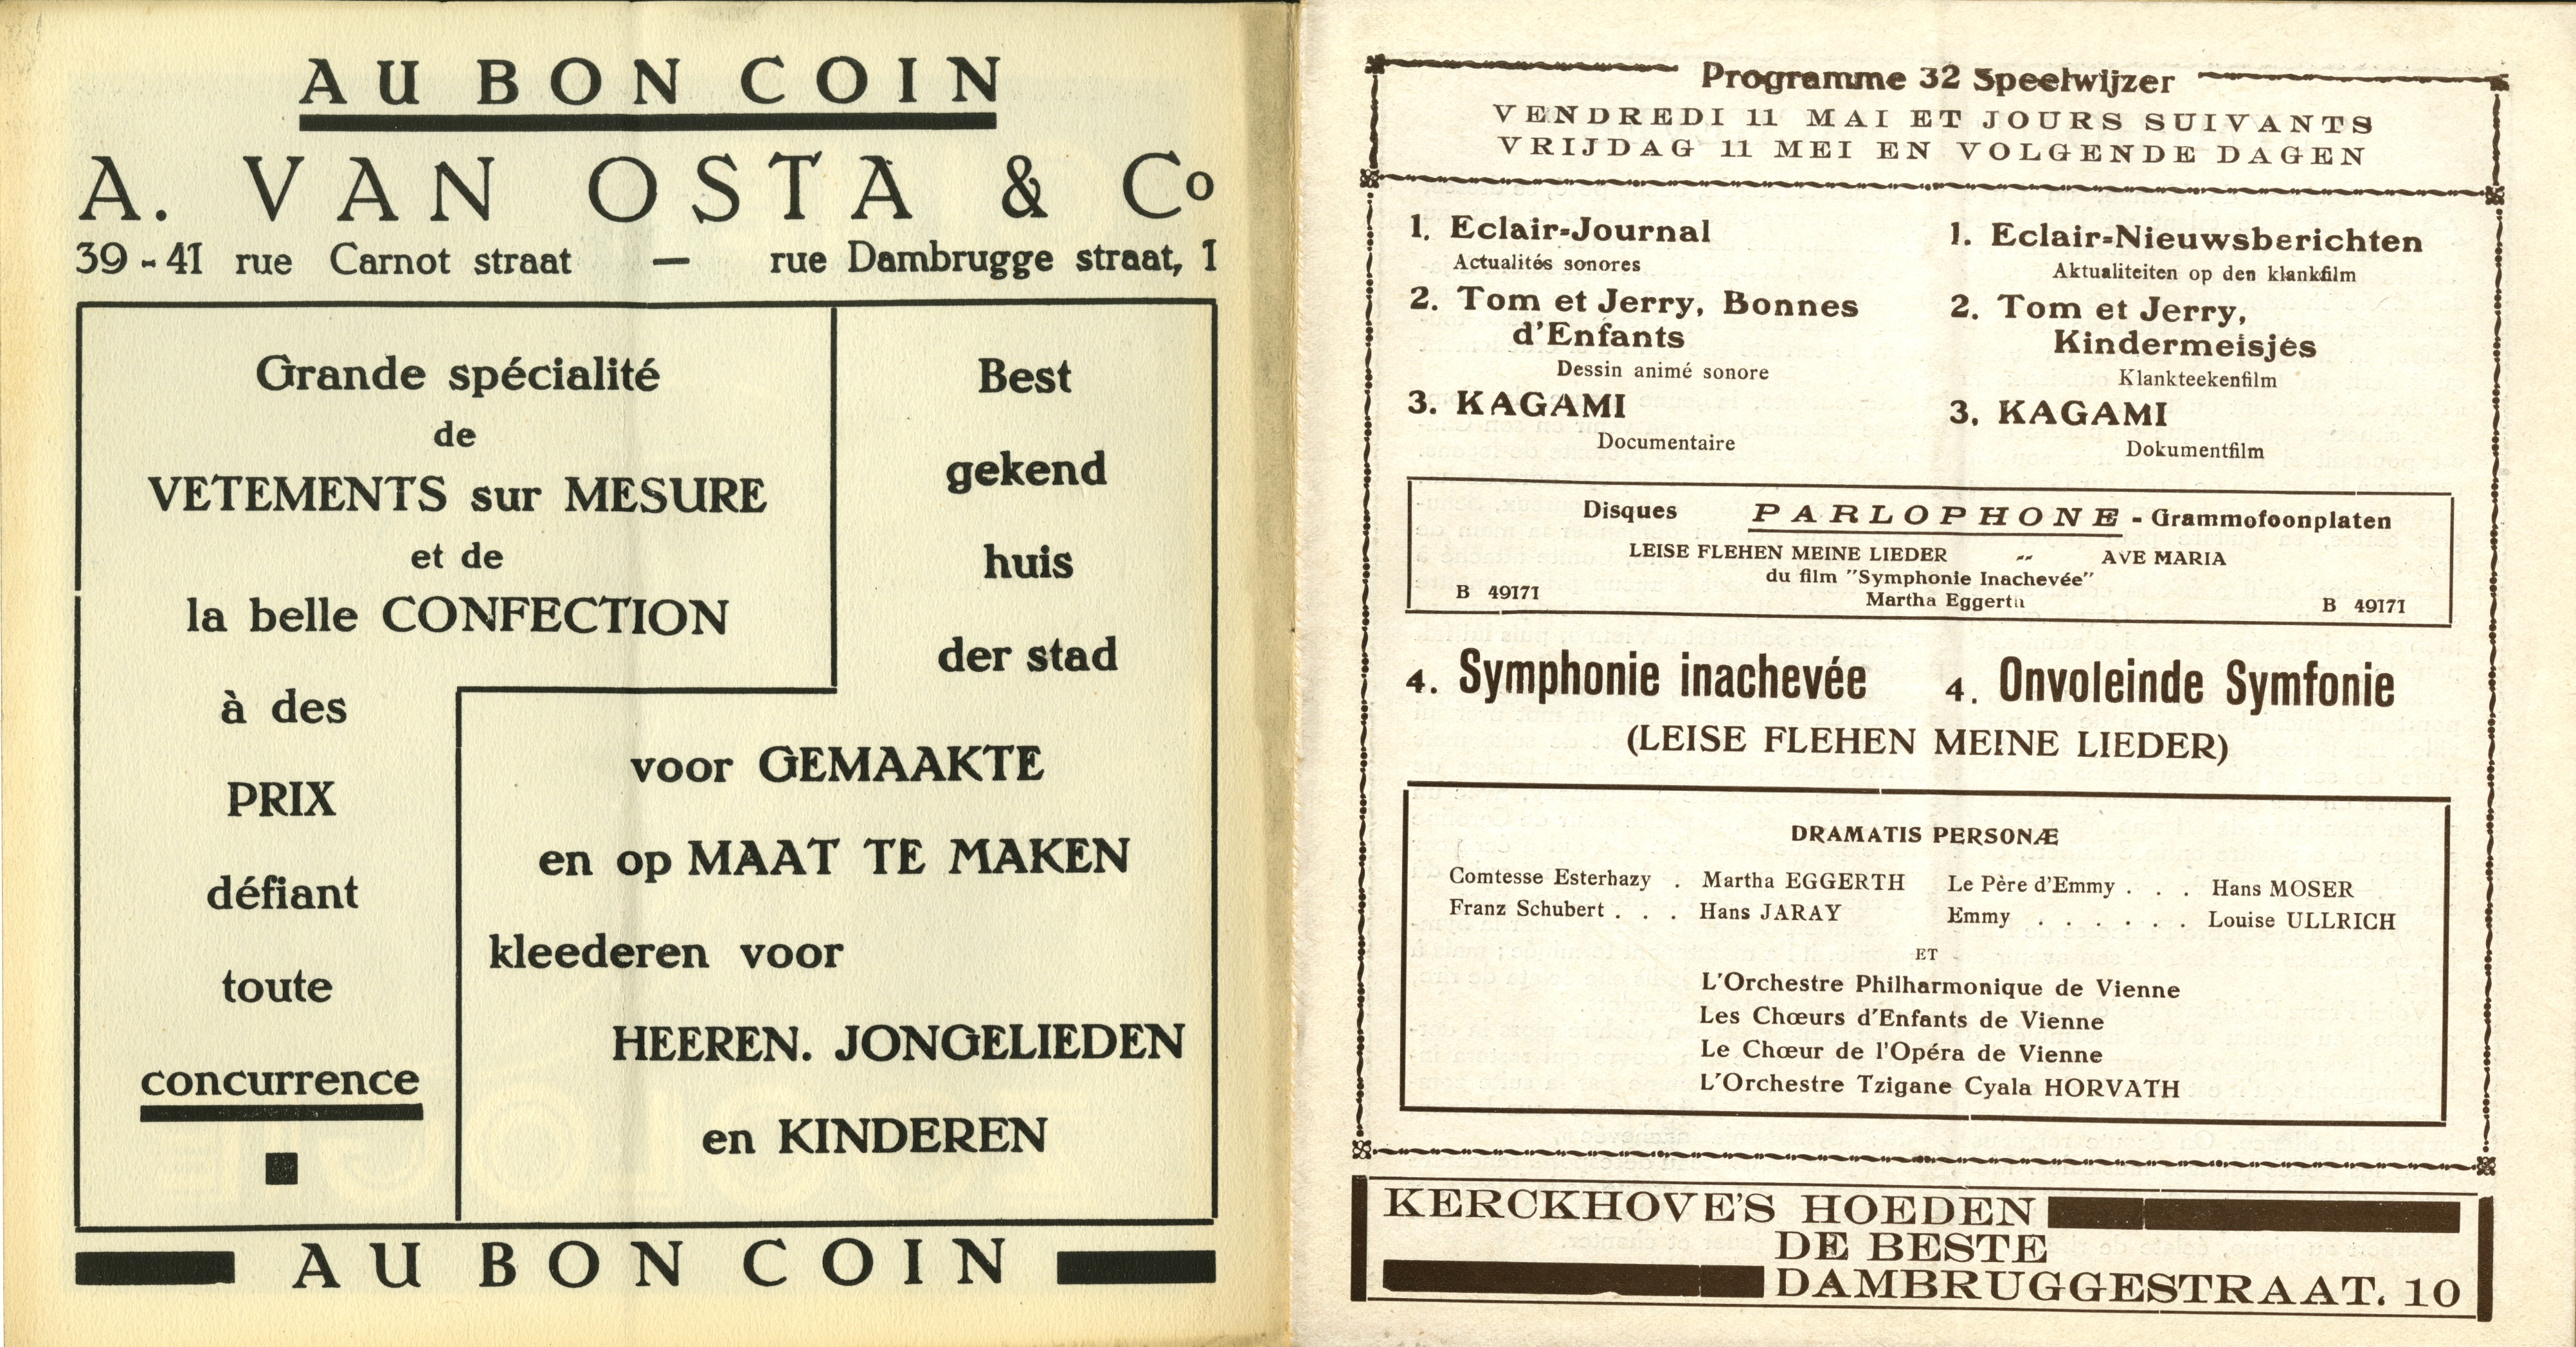 AU BON COIN
A. VAN OSTA & Co
39-41 rue Carnot straat — rue Dambrugge straat, 1
Grande spécialité
de
VETEMENTS sur MESURE
et de
la belle CONFECTION
à des
PRIX
défiant
toute
concurrence
Best
gekend
huis
der stad
voor GEMAAKTE
en op MAAT TE MAKEN
kleederen voor
HEEREN. JONGELIEDEN
en KINDEREN
AU BON COIN
Programme 32 Speelwijzer
VENDREDI 11 MAI ET JOURS SUIVANTS
VRIJDAG 11 MEI EN VOLGENDE DAGEN
1. Eclair-Journal
Actualités sonores
2. Tom et Jerry, Bonnes
d'Enfants
Dessin animé sonore
3. KAGAMI
Documentaire
1. Eclair-Nieuwsberichten
Aktualiteiten op den klankfilm
2. Tom et Jerry,
Kindermeisjes
Klankteekenfilm
3. KAGAMI
Dokumentfilm
Disques PARLOPHONE - Grammofoonplaten
LEISE FLEHEN MEINE LIEDER -- AVE MARIA
du film "Symphonie Inachevée"
B 49171 Martha Eggerth B 49171
4. Symphonie inachevée 4. Onvoleinde Symfonie
(LEISE FLEHEN MEINE LIEDER)
DRAMATIS PERSONÆ
Comtesse Esterhazy . Martha EGGERTH Le Père d'Emmy . . . Hans MOSER
Franz Schubert . . . Hans JARAY Emmy . . . . . . Louise ULLRICH
ET
L'Orchestre Philharmonique de Vienne
Les Chœurs d'Enfants de Vienne
Le Chœur de l'Opéra de Vienne
L'Orchestre Tzigane Cyala HORVATH
KERCKHOVE'S HOEDEN
DE BESTE
DAMBRUGGESTRAAT. 10